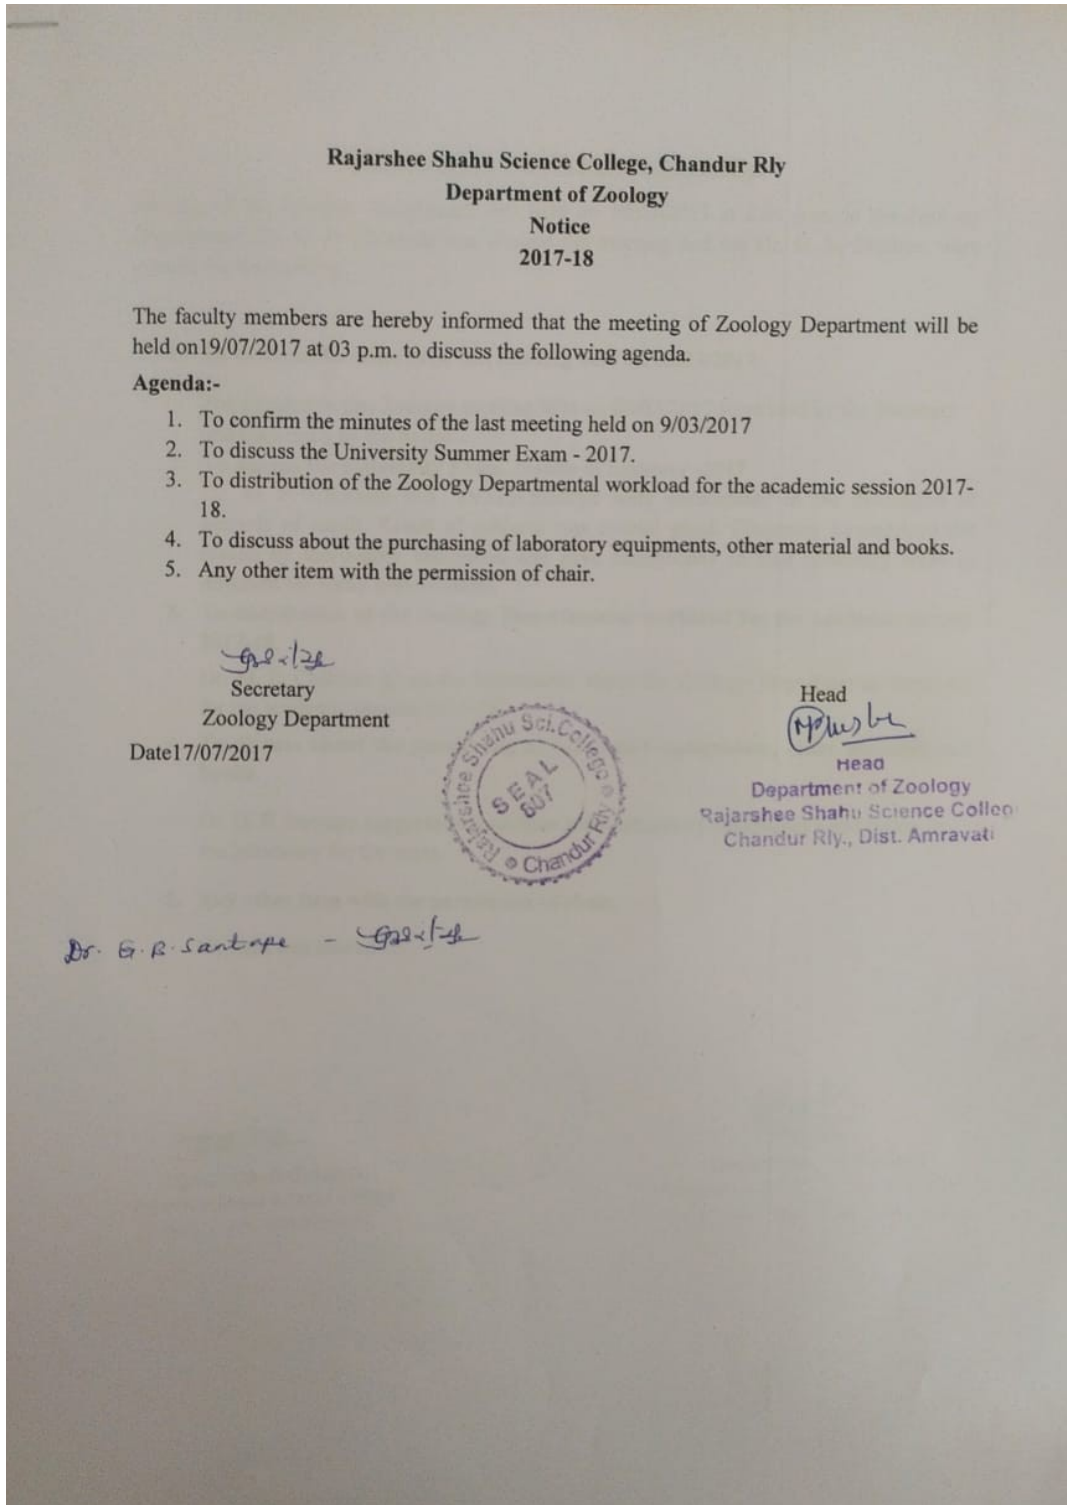 Rajarshee Shahu Science College, Chandur Rly
Department of Zoology
Notice
2017-18
The faculty members are hereby informed that the meeting of Zoology Department will be
held on19/07/2017 at 03 p.m. to discuss the following agenda.
Agenda:-
1. To confirm the minutes of the last meeting held on 9/03/2017
2. To discuss the University Summer Exam - 2017.
3. To distribution of the Zoology Departmental workload for the academic session 2017-
18.
4. To discuss about the purchasing of laboratory equipments, other material and books.
5. Any other item with the permission of chair.
Secretary
Zoology Department
Date17/07/2017
Head
Head
Department of Zoology
Rajarshee Shahu Science Colleg
Chandur Rly., Dist. Amravati
Rajarshee Shahu Sci.College
Chandur Rly
SEAL
607
Dr. G.B. Santape -